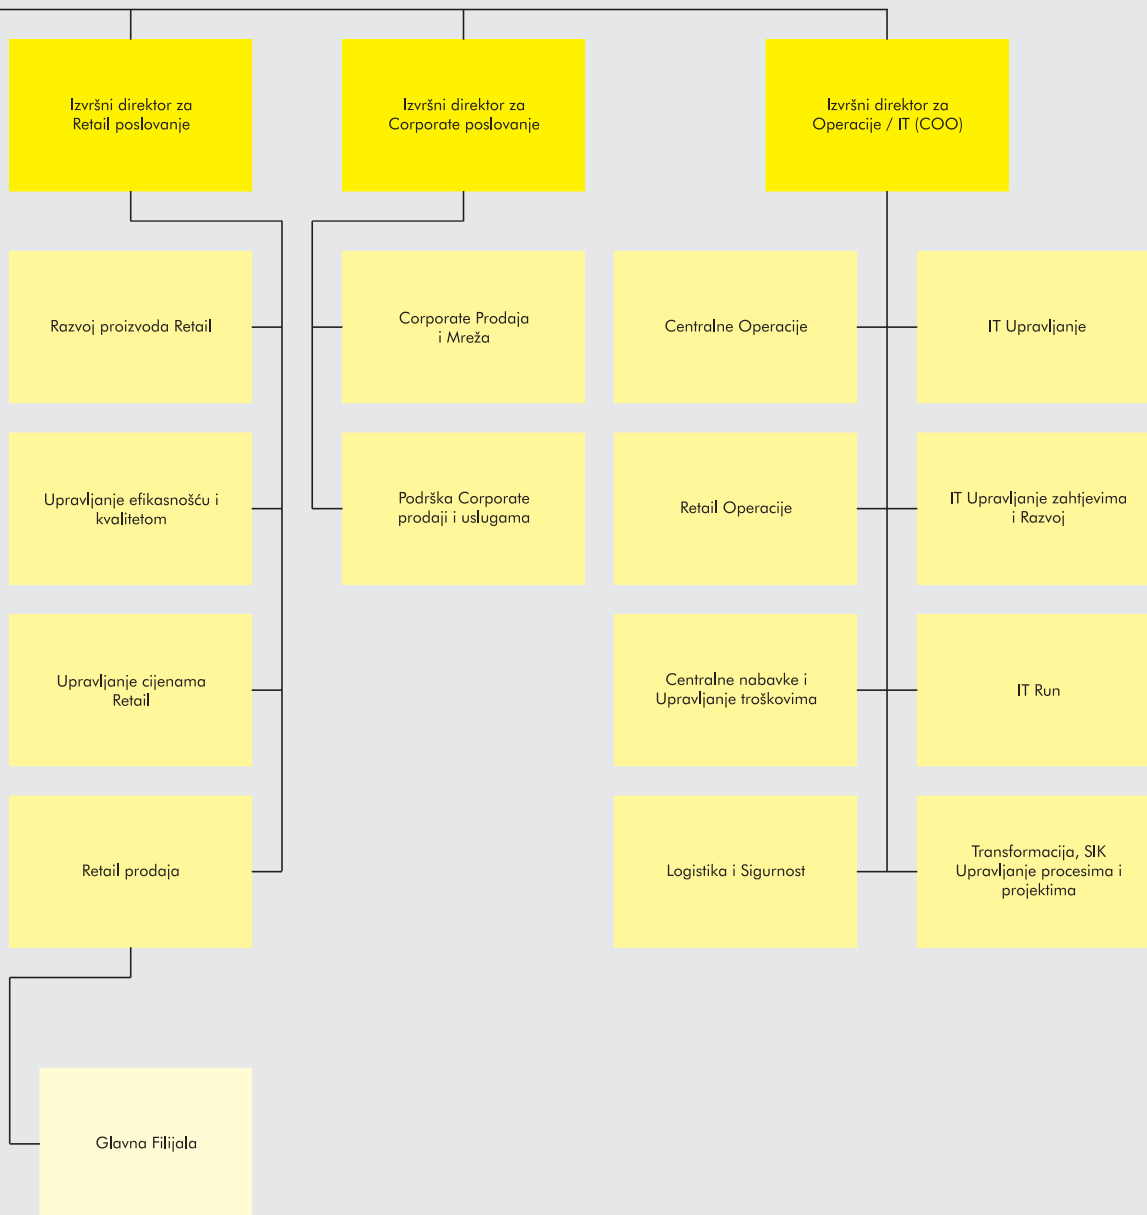 Izvršni direktor za
Retail poslovanje
Izvršni direktor za
Corporate poslovanje
Izvršni direktor za
Operacije / IT (COO)
Razvoj proizvoda Retail
Corporate Prodaja
i Mreža
Centralne Operacije
IT Upravljanje
Upravljanje efikasnošću i
kvalitetom
Podrška Corporate
prodaji i uslugama
Retail Operacije
IT Upravljanje zahtjevima
i Razvoj
Upravljanje cijenama
Retail
Centralne nabavke i
Upravljanje troškovima
IT Run
Retail prodaja
Logistika i Sigurnost
Transformacija, SIK
Upravljanje procesima i
projektima
Glavna Filijala